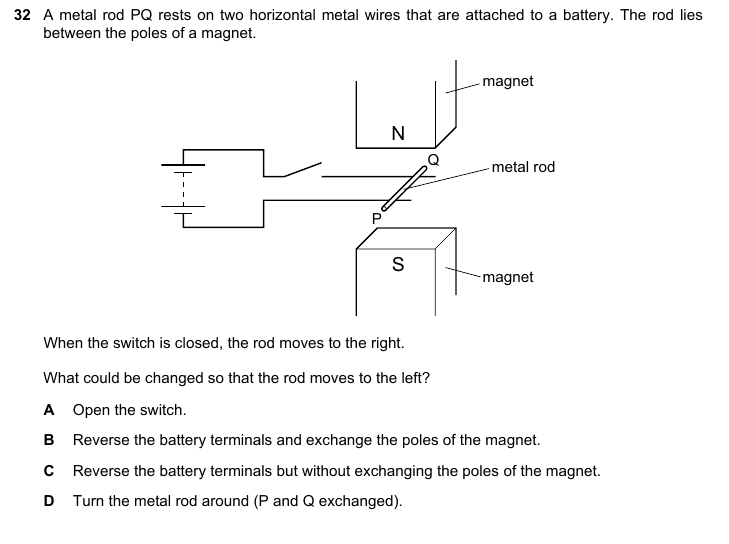 32 A metal rod PQ rests on two horizontal metal wires that are attached to a battery. The rod lies
between the poles of a magnet.
magnet
N
Q
metal rod
P
S
magnet
When the switch is closed, the rod moves to the right.
What could be changed so that the rod moves to the left?
A Open the switch.
B Reverse the battery terminals and exchange the poles of the magnet.
C Reverse the battery terminals but without exchanging the poles of the magnet.
D Turn the metal rod around (P and Q exchanged).